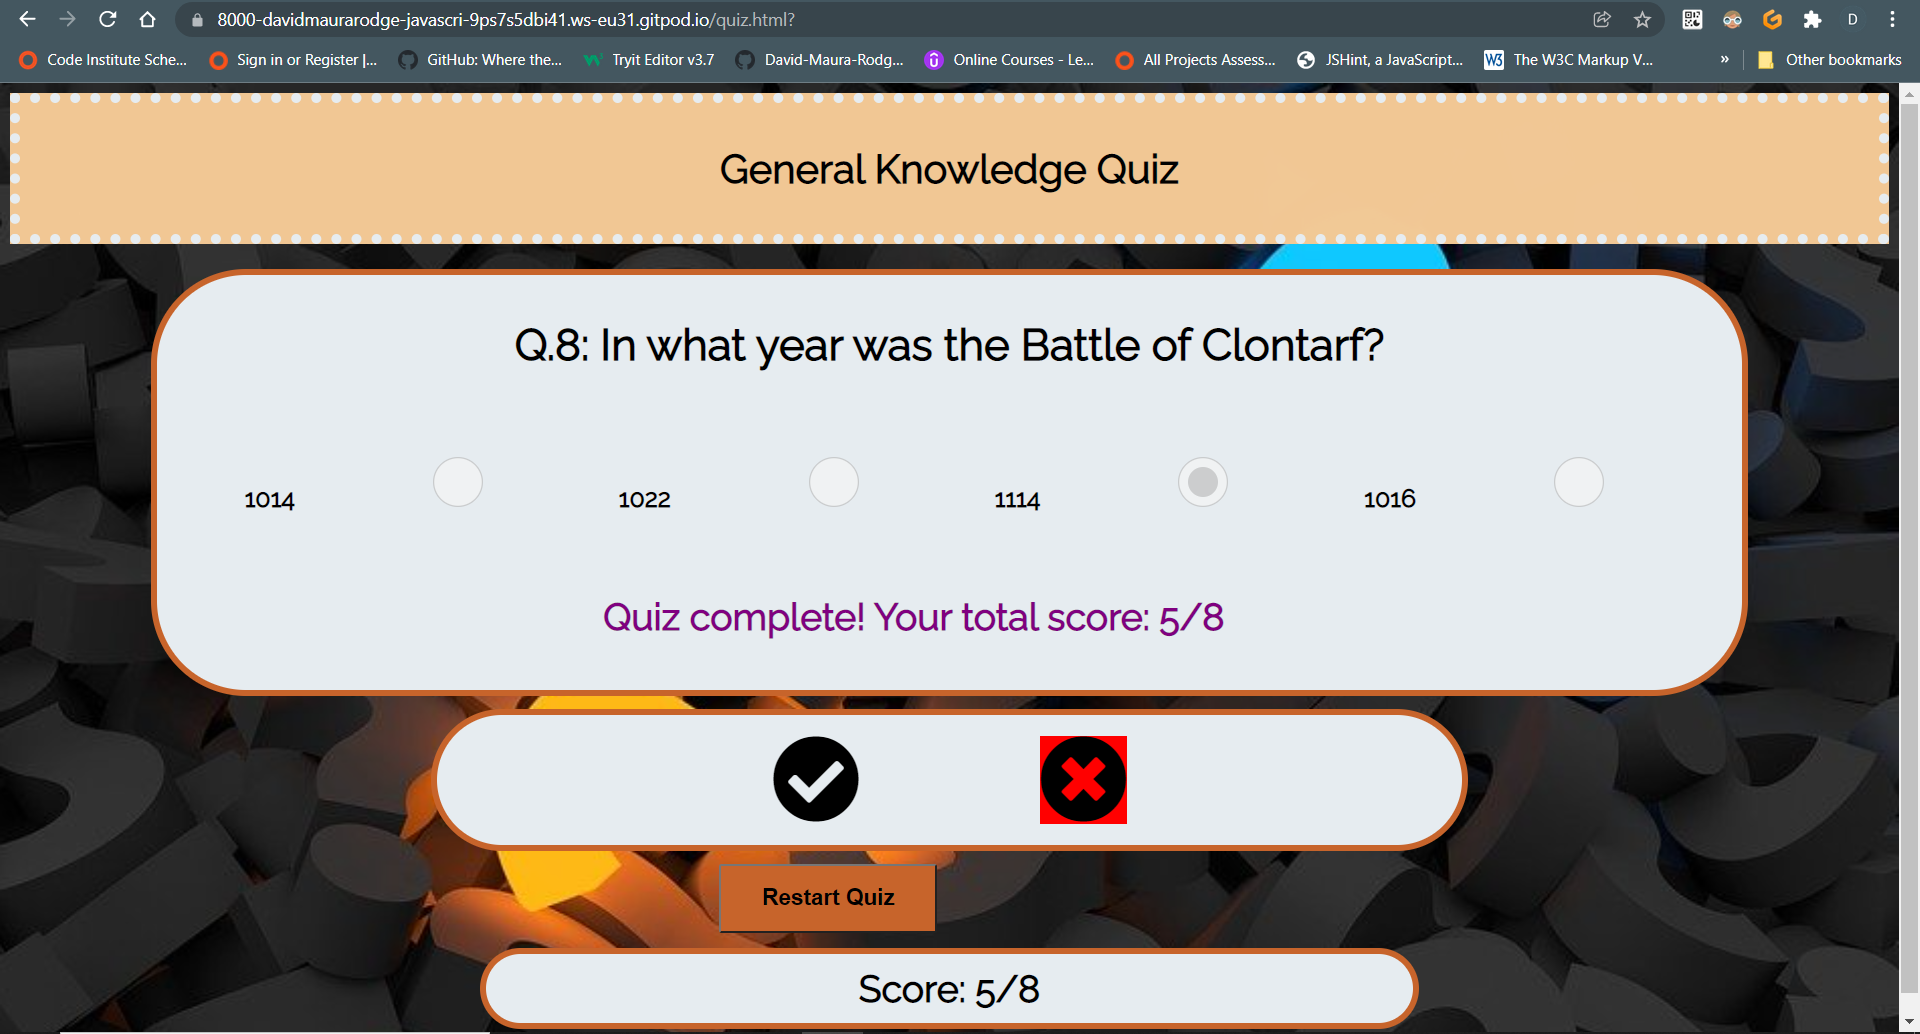 8000-davidmaurarodge-javascri-9ps7s5dbi41.ws-eu31.gitpod.io/quiz.html?
D
Code Institute Sche... Sign in or Register |... GitHub: Where the... Tryit Editor v3.7 David-Maura-Rodg... Online Courses - Le... All Projects Assess... JSHint, a JavaScript... W3 The W3C Markup V... » Other bookmarks
General Knowledge Quiz
Q.8: In what year was the Battle of Clontarf?
1014 1022 1114 1016
Quiz complete! Your total score: 5/8
Restart Quiz
Score: 5/8